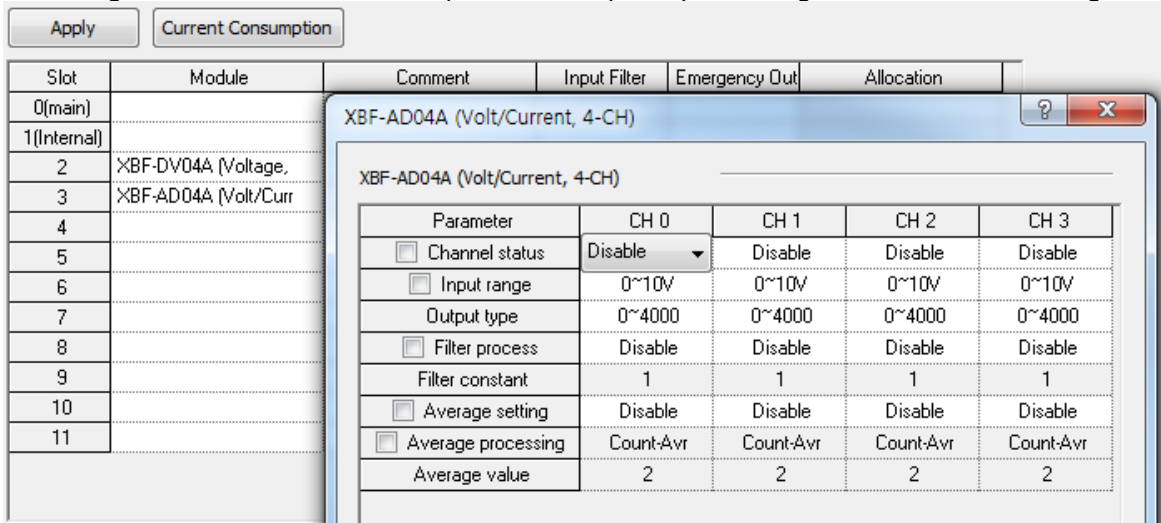 Apply Current Consumption
Slot Module Comment Input Filter Emergency Out Allocation
0(main)
1(Internal)
2 XBF-DV04A (Voltage,
3 XBF-AD04A (Volt/Curr
4
5
6
7
8
9
10
11
XBF-AD04A (Volt/Current, 4-CH) ? X
XBF-AD04A (Volt/Current, 4-CH)
Parameter CH 0 CH 1 CH 2 CH 3
Channel status Disable Disable Disable Disable
Input range 0~10V 0~10V 0~10V 0~10V
Output type 0~4000 0~4000 0~4000 0~4000
Filter process Disable Disable Disable Disable
Filter constant 1 1 1 1
Average setting Disable Disable Disable Disable
Average processing Count-Avr Count-Avr Count-Avr Count-Avr
Average value 2 2 2 2